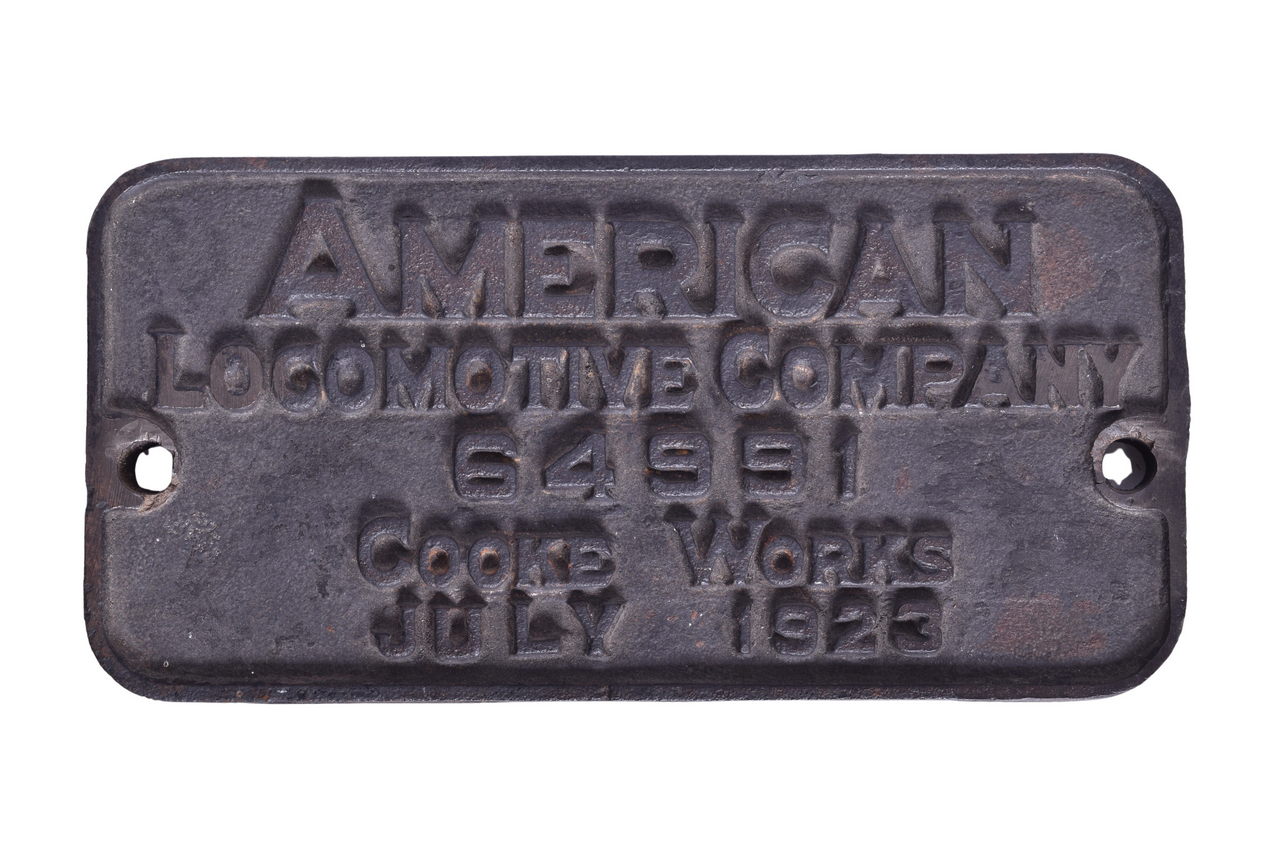 AMERICAN
LOCOMOTIVE COMPANY
64991
COOKE WORKS
JULY 1923